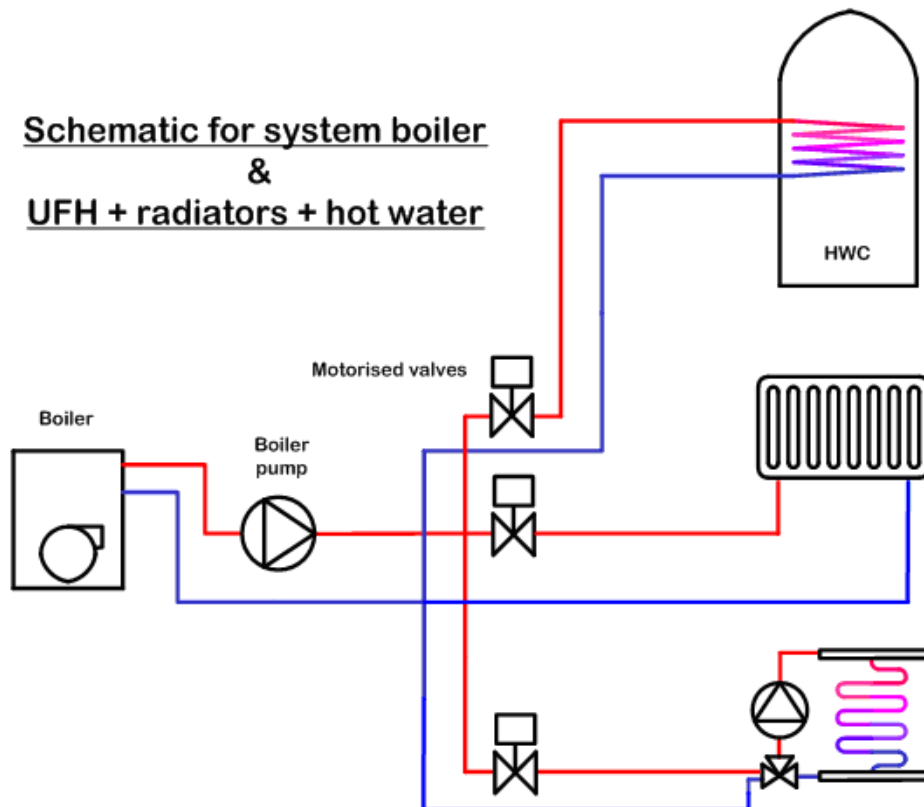 Schematic for system boiler
&
UFH + radiators + hot water
HWC
Motorised valves
Boiler
Boiler
pump